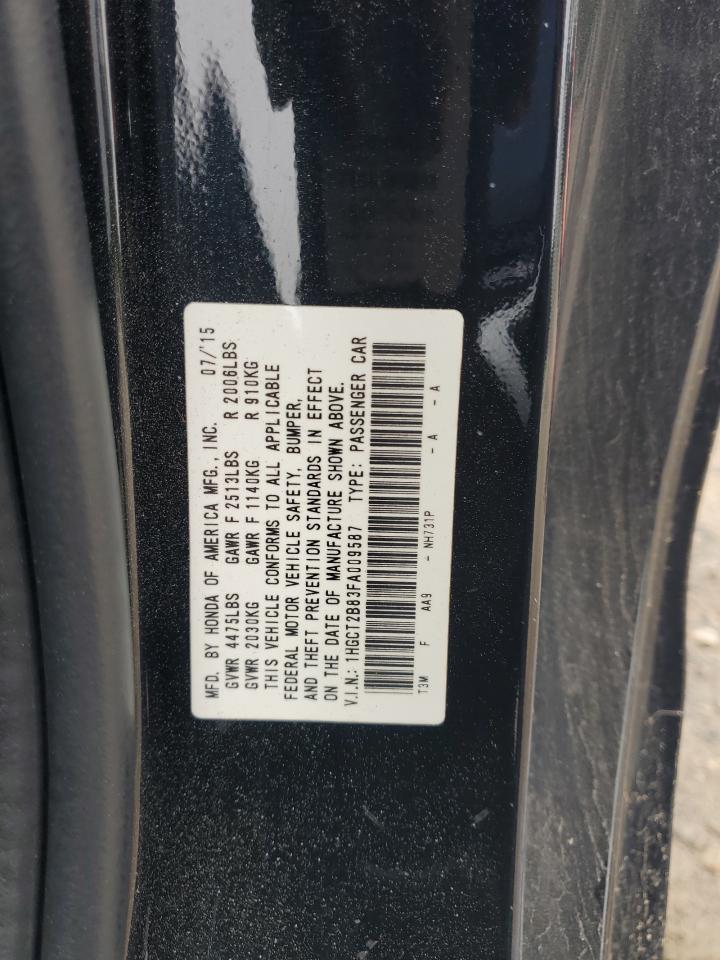 MFD. BY HONDA OF AMERICA MFG., INC. 07/'15
GVWR 4475LBS GAWR F 2513LBS R 2006LBS
GVWR 2030KG GAWR F 1140KG R 910KG
THIS VEHICLE CONFORMS TO ALL APPLICABLE
FEDERAL MOTOR VEHICLE SAFETY, BUMPER,
AND THEFT PREVENTION STANDARDS IN EFFECT
ON THE DATE OF MANUFACTURE SHOWN ABOVE.
V.I.N.: 1HGCT2B83FA009587 TYPE: PASSENGER CAR
T3M F AA9 - NH731P - A - A